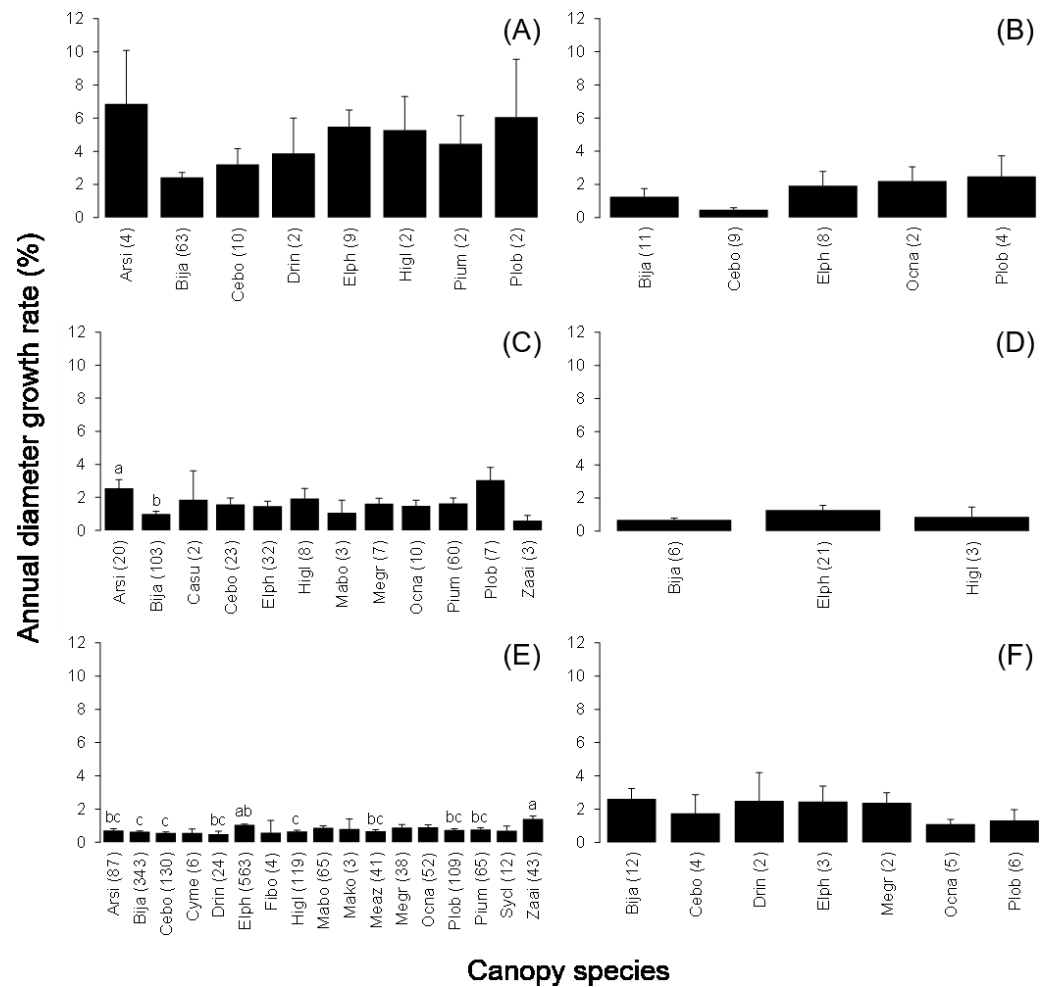 Annual diameter growth rate (%)
(A)
12
10
8
6
4
2
0
Arsi (4)
Bija (63)
Cebo (10)
Drin (2)
Elph (9)
Higl (2)
Pium (2)
Plob (2)
(B)
12
10
8
6
4
2
0
Bija (11)
Cebo (9)
Elph (8)
Ocna (2)
Plob (4)
(C)
12
10
8
6
4
2
0
a
b
Arsi (20)
Bija (103)
Casu (2)
Cebo (23)
Elph (32)
Higl (8)
Mabo (3)
Megr (7)
Ocna (10)
Pium (60)
Plob (7)
Zaai (3)
(D)
12
10
8
6
4
2
0
Bija (6)
Elph (21)
Higl (3)
(E)
12
10
8
6
4
2
0
bc
c
c
bc
ab
c
bc
bc
bc
a
Arsi (87)
Bija (343)
Cebo (130)
Cyme (6)
Drin (24)
Elph (563)
Fibo (4)
Higl (119)
Mabo (65)
Mako (3)
Meaz (41)
Megr (38)
Ocna (52)
Plob (109)
Pium (65)
Sycl (12)
Zaai (43)
(F)
12
10
8
6
4
2
0
Bija (12)
Cebo (4)
Drin (2)
Elph (3)
Megr (2)
Ocna (5)
Plob (6)
Canopy species